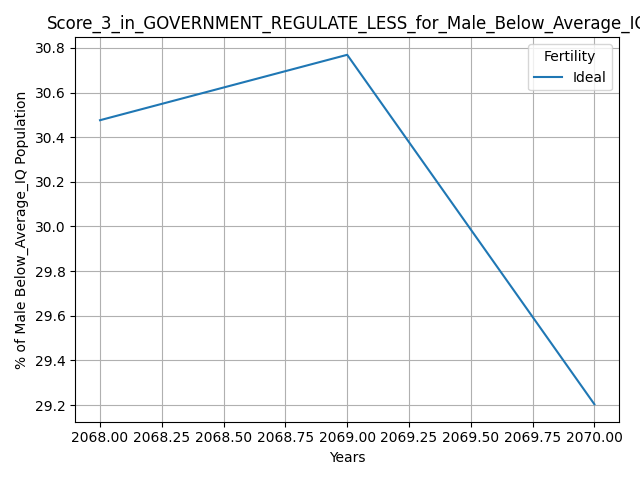 Score_3_in_GOVERNMENT_REGULATE_LESS_for_Male_Below_Average_IQ
30.8
30.6
30.4
30.2
30.0
29.8
29.6
29.4
29.2
% of Male Below_Average_IQ Population
Fertility
Ideal
2068.00 2068.25 2068.50 2068.75 2069.00 2069.25 2069.50 2069.75 2070.00
Years